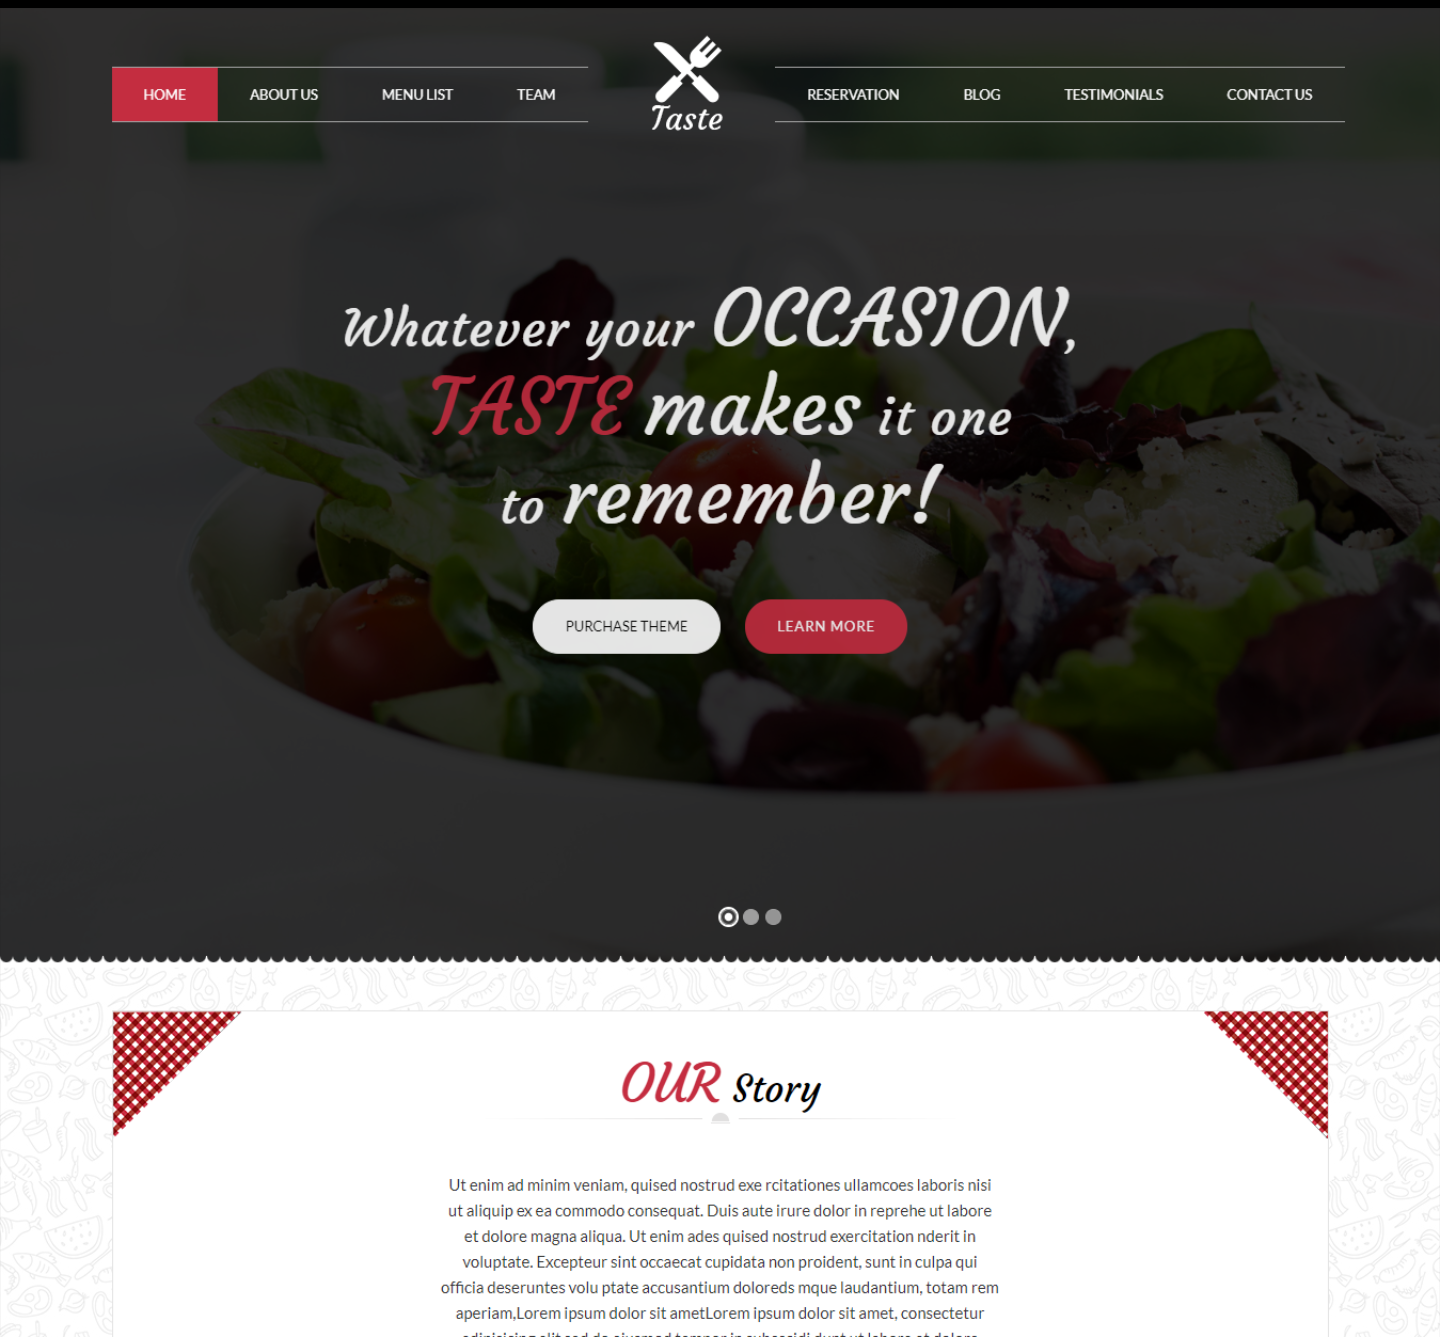 HOME ABOUT US MENU LIST TEAM
Taste
RESERVATION BLOG TESTIMONIALS CONTACT US
Whatever your OCCASION,
TASTE makes it one
to remember!
PURCHASE THEME LEARN MORE
OUR Story
Ut enim ad minim veniam, quised nostrud exe rcitationes ullamcoes laboris nisi
ut aliquip ex ea commodo consequat. Duis aute irure dolor in reprehe ut labore
et dolore magna aliqua. Ut enim ades quised nostrud exercitation nderit in
voluptate. Excepteur sint occaecat cupidata non proident, sunt in culpa qui
officia deseruntes volu ptate accusantium doloreds mque laudantium, totam rem
aperiam,Lorem ipsum dolor sit ametLorem ipsum dolor sit amet, consectetur